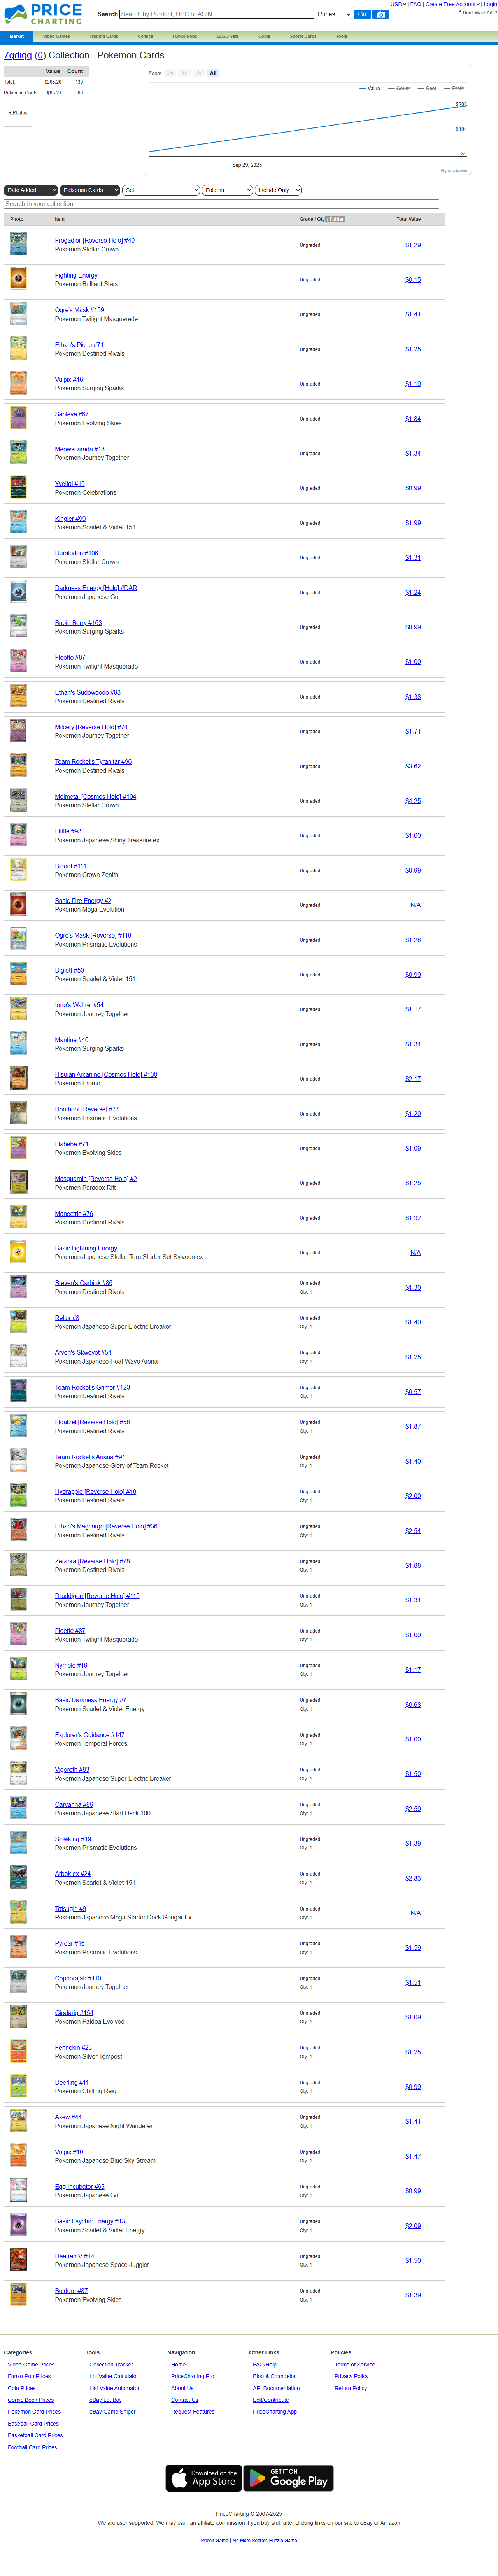 PRICE
CHARTING
Search
Search by Product, UPC or ASIN
Prices
Go
USD | FAQ | Create Free Account | Login
^ Don't Want Ads?
Market
Video Games
Trading Cards
Comics
Funko Pops
LEGO Sets
Coins
Sports Cards
Tools
7qdiqq (0) Collection : Pokemon Cards
Value Count
Total: $205.20 139
Pokemon Cards: $83.21 60
+ Photos
Zoom All
Value Count Cost Profit
$200
$100
$0
Sep 29, 2025
Highcharts.com
Date Added
Pokemon Cards
Set
Folders
Include Only
Search in your collection
Photo Item Grade / Qty / Folder Total Value
Frogadier [Reverse Holo] #40 Ungraded $1.29
Pokemon Stellar Crown
Fighting Energy Ungraded $0.15
Pokemon Brilliant Stars
Ogre's Mask #159 Ungraded $1.41
Pokemon Twilight Masquerade
Ethan's Pichu #71 Ungraded $1.25
Pokemon Destined Rivals
Vulpix #16 Ungraded $1.19
Pokemon Surging Sparks
Sableye #67 Ungraded $1.84
Pokemon Evolving Skies
Meowscarada #18 Ungraded $1.34
Pokemon Journey Together
Yveltal #19 Ungraded $0.99
Pokemon Celebrations
Kingler #99 Ungraded $1.99
Pokemon Scarlet & Violet 151
Duraludon #106 Ungraded $1.31
Pokemon Stellar Crown
Darkness Energy [Holo] #DAR Ungraded $1.24
Pokemon Japanese Go
Babiri Berry #163 Ungraded $0.99
Pokemon Surging Sparks
Floette #87 Ungraded $1.00
Pokemon Twilight Masquerade
Ethan's Sudowoodo #93 Ungraded $1.38
Pokemon Destined Rivals
Milcery [Reverse Holo] #74 Ungraded $1.71
Pokemon Journey Together
Team Rocket's Tyranitar #96 Ungraded $3.62
Pokemon Destined Rivals
Melmetal [Cosmos Holo] #104 Ungraded $4.25
Pokemon Stellar Crown
Flittle #93 Ungraded $1.00
Pokemon Japanese Shiny Treasure ex
Bidoof #111 Ungraded $0.99
Pokemon Crown Zenith
Basic Fire Energy #2 Ungraded N/A
Pokemon Mega Evolution
Ogre's Mask [Reverse] #118 Ungraded $1.28
Pokemon Prismatic Evolutions
Diglett #50 Ungraded $0.99
Pokemon Scarlet & Violet 151
Iono's Wattrel #54 Ungraded $1.17
Pokemon Journey Together
Mantine #40 Ungraded $1.34
Pokemon Surging Sparks
Hisuian Arcanine [Cosmos Holo] #100 Ungraded $2.17
Pokemon Promo
Hoothoot [Reverse] #77 Ungraded $1.20
Pokemon Prismatic Evolutions
Flabebe #71 Ungraded $1.09
Pokemon Evolving Skies
Masquerain [Reverse Holo] #2 Ungraded $1.25
Pokemon Paradox Rift
Manectric #76 Ungraded $1.32
Pokemon Destined Rivals
Basic Lightning Energy Ungraded N/A
Pokemon Japanese Stellar Tera Starter Set Sylveon ex
Steven's Carbink #86 Ungraded $1.30
Pokemon Destined Rivals Qty: 1
Rellor #8 Ungraded $1.40
Pokemon Japanese Super Electric Breaker Qty: 1
Arven's Skwovet #54 Ungraded $1.25
Pokemon Japanese Heat Wave Arena Qty: 1
Team Rocket's Grimer #123 Ungraded $0.57
Pokemon Destined Rivals Qty: 1
Floatzel [Reverse Holo] #58 Ungraded $1.87
Pokemon Destined Rivals Qty: 1
Team Rocket's Ariana #91 Ungraded $1.40
Pokemon Japanese Glory of Team Rocket Qty: 1
Hydrapple [Reverse Holo] #18 Ungraded $2.00
Pokemon Destined Rivals Qty: 1
Ethan's Magcargo [Reverse Holo] #36 Ungraded $2.54
Pokemon Destined Rivals Qty: 1
Zeraora [Reverse Holo] #78 Ungraded $1.88
Pokemon Destined Rivals Qty: 1
Druddigon [Reverse Holo] #115 Ungraded $1.34
Pokemon Journey Together Qty: 1
Floette #87 Ungraded $1.00
Pokemon Twilight Masquerade Qty: 1
Nymble #19 Ungraded $1.17
Pokemon Journey Together Qty: 1
Basic Darkness Energy #7 Ungraded $0.68
Pokemon Scarlet & Violet Energy Qty: 1
Explorer's Guidance #147 Ungraded $1.00
Pokemon Temporal Forces Qty: 1
Vigoroth #83 Ungraded $1.50
Pokemon Japanese Super Electric Breaker Qty: 1
Carvanha #96 Ungraded $2.59
Pokemon Japanese Start Deck 100 Qty: 1
Slowking #19 Ungraded $1.39
Pokemon Prismatic Evolutions Qty: 1
Arbok ex #24 Ungraded $2.83
Pokemon Scarlet & Violet 151 Qty: 1
Tatsugiri #9 Ungraded N/A
Pokemon Japanese Mega Starter Deck Gengar Ex Qty: 1
Pyroar #16 Ungraded $1.59
Pokemon Prismatic Evolutions Qty: 1
Copperajah #110 Ungraded $1.51
Pokemon Journey Together Qty: 1
Girafarig #154 Ungraded $1.09
Pokemon Paldea Evolved Qty: 1
Fennekin #25 Ungraded $1.25
Pokemon Silver Tempest Qty: 1
Deerling #11 Ungraded $0.99
Pokemon Chilling Reign Qty: 1
Axew #44 Ungraded $1.41
Pokemon Japanese Night Wanderer Qty: 1
Vulpix #10 Ungraded $1.47
Pokemon Japanese Blue Sky Stream Qty: 1
Egg Incubator #65 Ungraded $0.99
Pokemon Japanese Go Qty: 1
Basic Psychic Energy #13 Ungraded $2.09
Pokemon Scarlet & Violet Energy Qty: 1
Heatran V #14 Ungraded $1.50
Pokemon Japanese Space Juggler Qty: 1
Boldore #87 Ungraded $1.39
Pokemon Evolving Skies Qty: 1
Categories
Video Game Prices
Funko Pop Prices
Coin Prices
Comic Book Prices
Pokemon Card Prices
Baseball Card Prices
Basketball Card Prices
Football Card Prices
Tools
Collection Tracker
Lot Value Calculator
List Value Automator
eBay Lot Bot
eBay Game Sniper
Navigation
Home
PriceCharting Pro
About Us
Contact Us
Request Features
Other Links
FAQ/Help
Blog & Changelog
API Documentation
Edit/Contribute
PriceCharting App
Policies
Terms of Service
Privacy Policy
Return Policy
Download on the
App Store
GET IT ON
Google Play
PriceCharting © 2007-2025
We are user supported. We may earn an affiliate commission if you buy stuff after clicking links on our site to eBay or Amazon
PriceIt Game | No More Secrets Puzzle Game